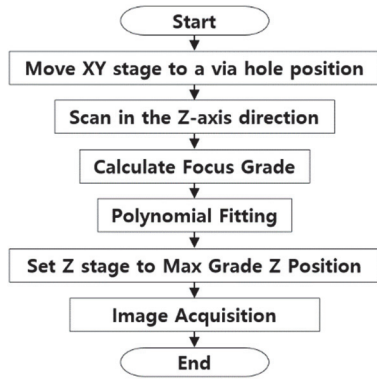 Start
Move XY stage to a via hole position
Scan in the Z-axis direction
Calculate Focus Grade
Polynomial Fitting
Set Z stage to Max Grade Z Position
Image Acquisition
End